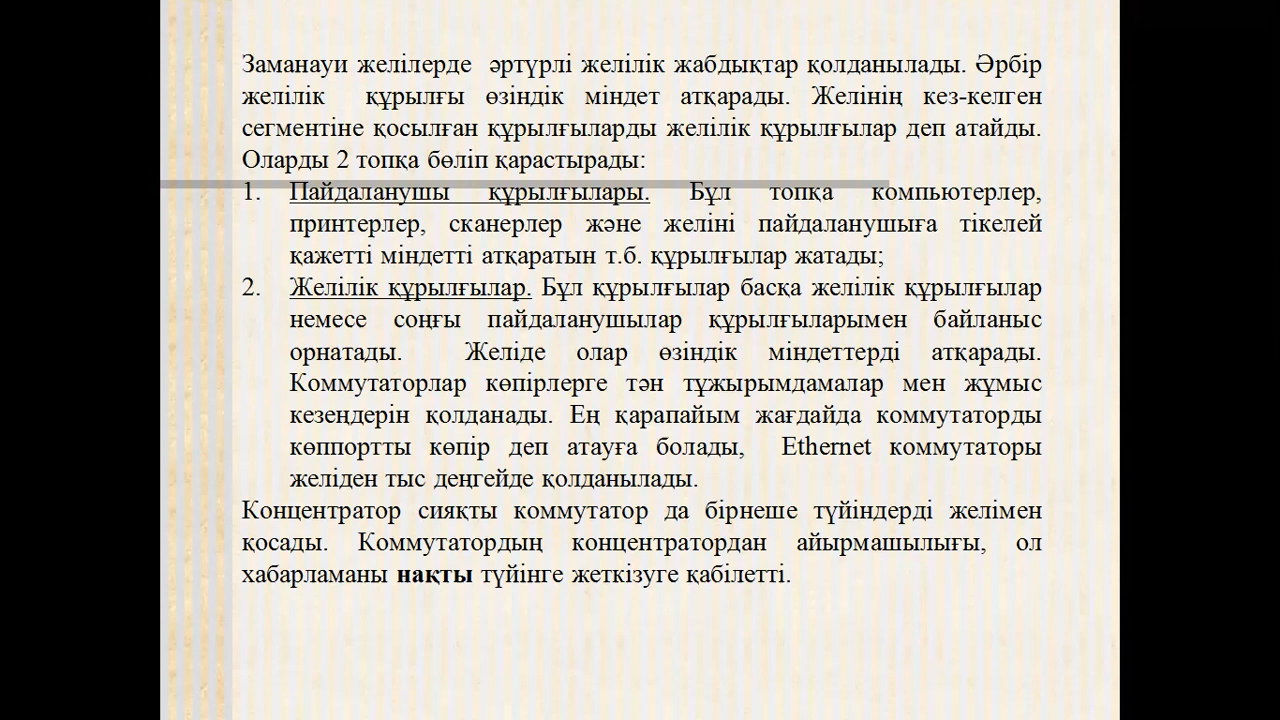 Заманауи желілерде  әртүрлі желілік жабдықтар қолданылады. Әрбір
желілік  құрылғы өзіндік міндет атқарады. Желінің кез-келген
сегментіне қосылған құрылғыларды желілік құрылғылар деп атайды.
Оларды 2 топқа бөліп қарастырады:
1. Пайдаланушы құрылғылары. Бұл топқа компьютерлер,
принтерлер, сканерлер және желіні пайдаланушыға тікелей
қажетті міндетті атқаратын т.б. құрылғылар жатады;
2. Желілік құрылғылар. Бұл құрылғылар басқа желілік құрылғылар
немесе соңғы пайдаланушылар құрылғыларымен байланыс
орнатады.  Желіде олар өзіндік міндеттерді атқарады.
Коммутаторлар көпірлерге тән тұжырымдамалар мен жұмыс
кезеңдерін қолданады. Ең қарапайым жағдайда коммутаторды
көппортты көпір деп атауға болады,  Ethernet коммутаторы
желіден тыс деңгейде қолданылады.
Концентратор сияқты коммутатор да бірнеше түйіндерді желімен
қосады. Коммутатордың концентратордан айырмашылығы, ол
хабарламаны нақты түйінге жеткізуге қабілетті.